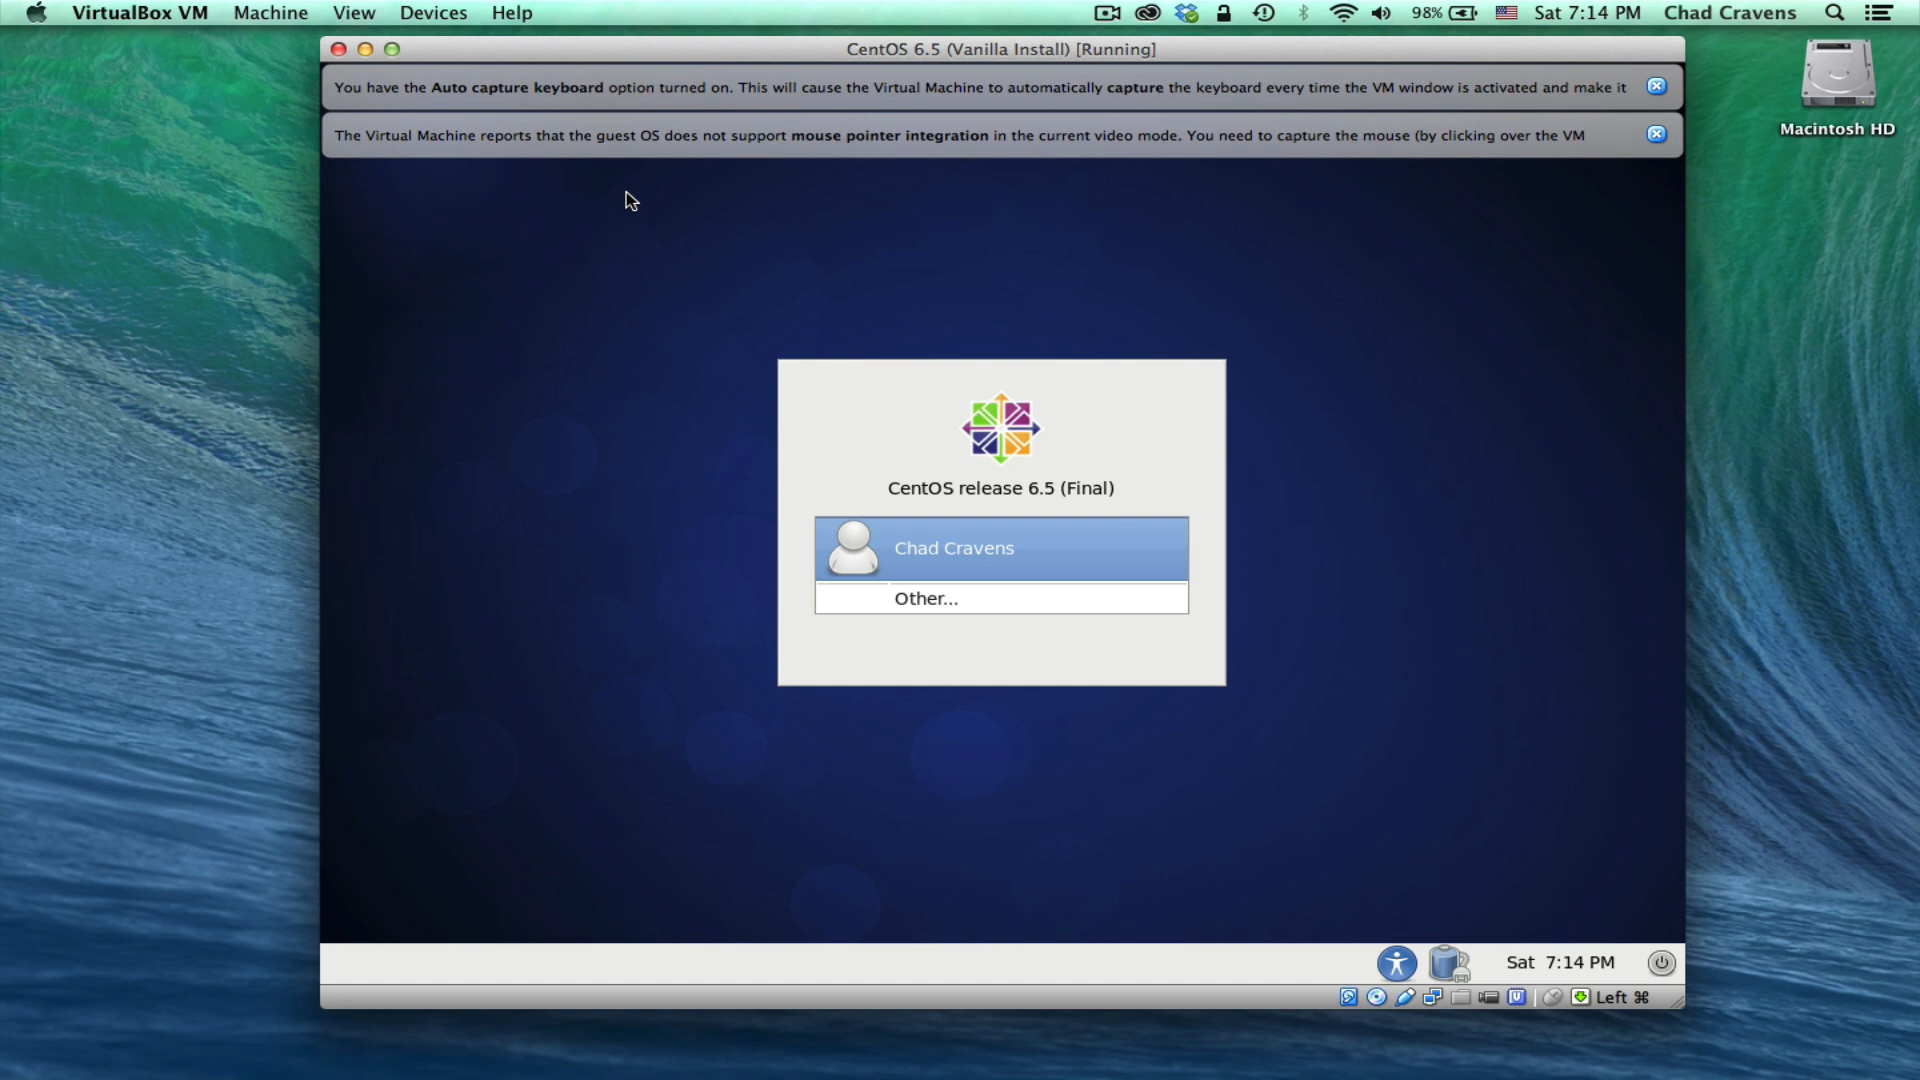 VirtualBox VM Machine View Devices Help 98% Sat 7:14 PM Chad Cravens
CentOS 6.5 (Vanilla Install) [Running]
You have the Auto capture keyboard option turned on. This will cause the Virtual Machine to automatically capture the keyboard every time the VM window is activated and make it
The Virtual Machine reports that the guest OS does not support mouse pointer integration in the current video mode. You need to capture the mouse (by clicking over the VM
Macintosh HD
CentOS release 6.5 (Final)
Chad Cravens
Other...
Sat 7:14 PM
Left ⌘